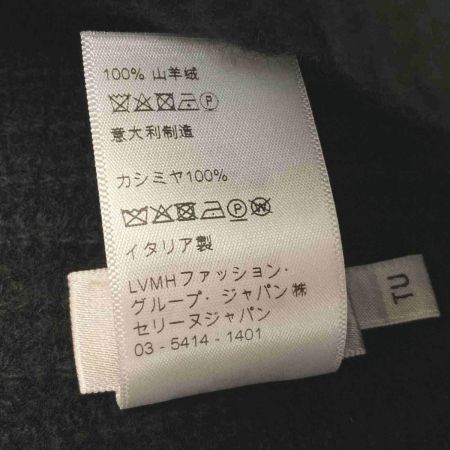 100% 山羊绒
意大利制造
カシミヤ100%
イタリア製
LVMHファッション・
グループ・ジャパン㈱
セリーヌジャパン
03 - 5414 - 1401
TU